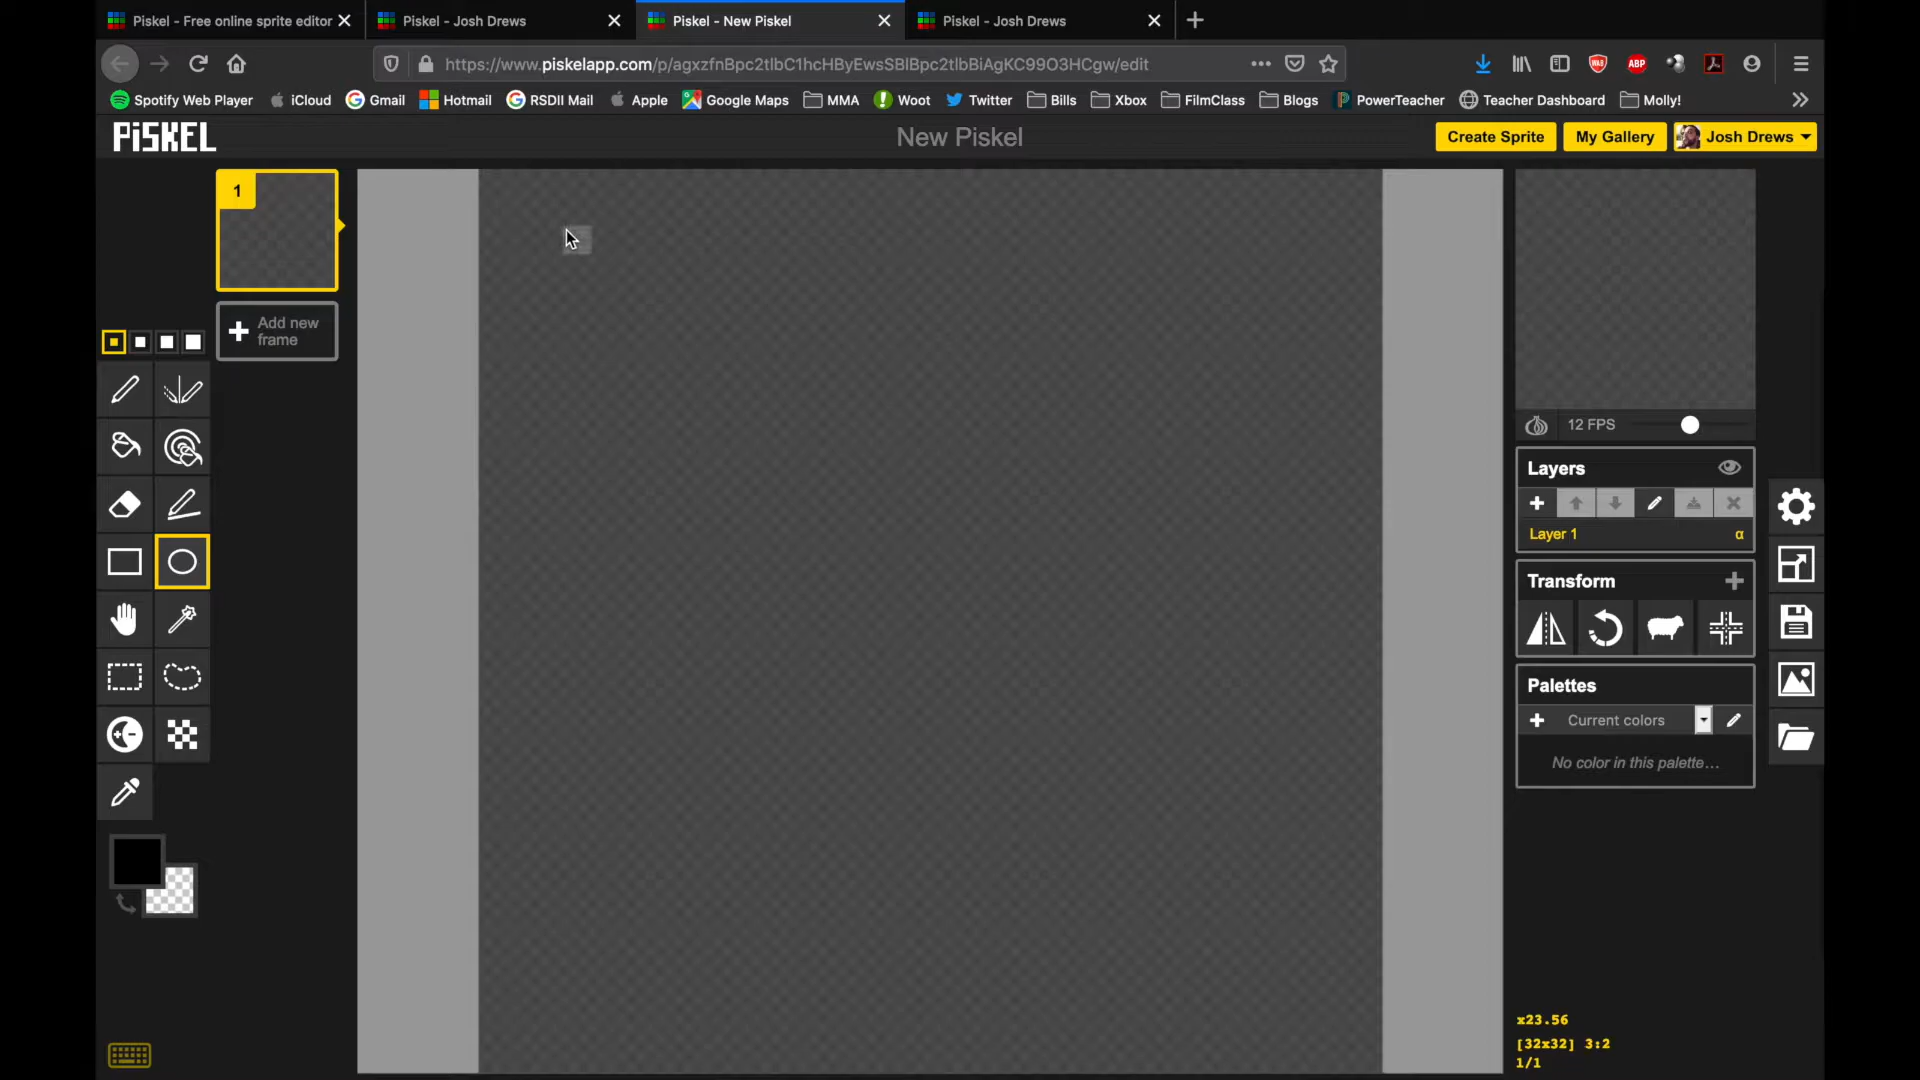 Piskel - Free online sprite editor
Piskel - Josh Drews
Piskel - New Piskel
Piskel - Josh Drews
https://www.piskelapp.com/p/agxzfnBpc2tlbC1hcHByEwsSBlBpc2tlbBiAgKC99O3HCgw/edit
ABP
Spotify Web Player
iCloud
Gmail
Hotmail
RSDII Mail
Apple
Google Maps
MMA
Woot
Twitter
Bills
Xbox
FilmClass
Blogs
PowerTeacher
Teacher Dashboard
Molly!
PiSKEL
New Piskel
Create Sprite
My Gallery
Josh Drews
1
Add new
frame
12 FPS
Layers
Layer 1
α
Transform
Palettes
Current colors
No color in this palette...
x23.56
[32x32] 3:2
1/1